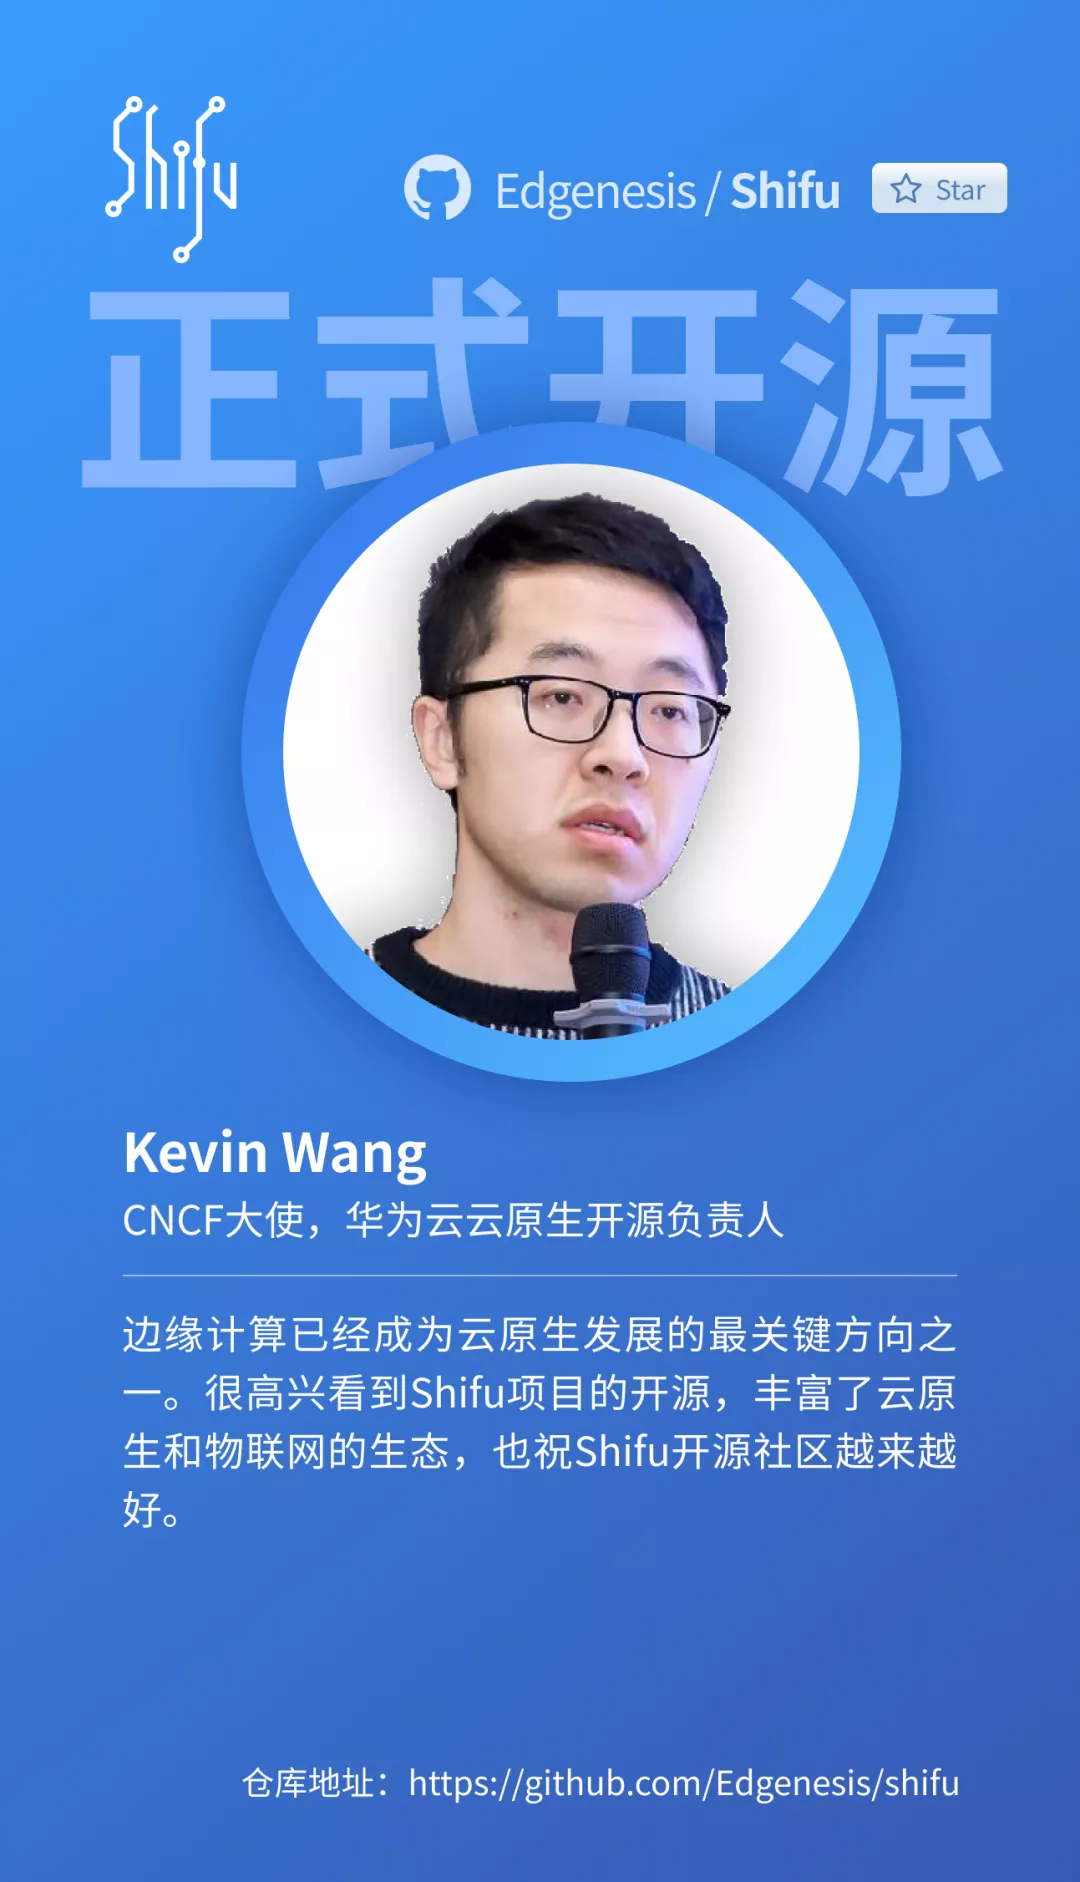 Shifu
Edgenesis / Shifu
Star
正式开源
Kevin Wang
CNCF大使，华为云云原生开源负责人
边缘计算已经成为云原生发展的最关键方向之
一。很高兴看到Shifu项目的开源，丰富了云原
生和物联网的生态，也祝Shifu开源社区越来越
好。
仓库地址：https://github.com/Edgenesis/shifu